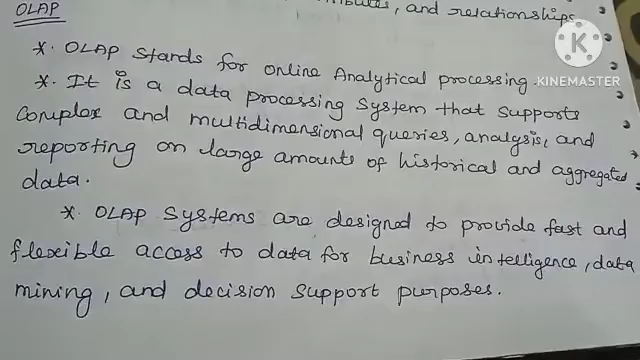 OLAP
and relationships
*. OLAP stands for online Analytical processing.
*. It is a data processing system that supports
complex and multidimensional queries, analysis, and
reporting on large amounts of historical and aggregated
data.
*. OLAP systems are designed to provide fast and
flexible access to data for business intelligence, data
mining, and decision support purposes.
K
KINEMASTER